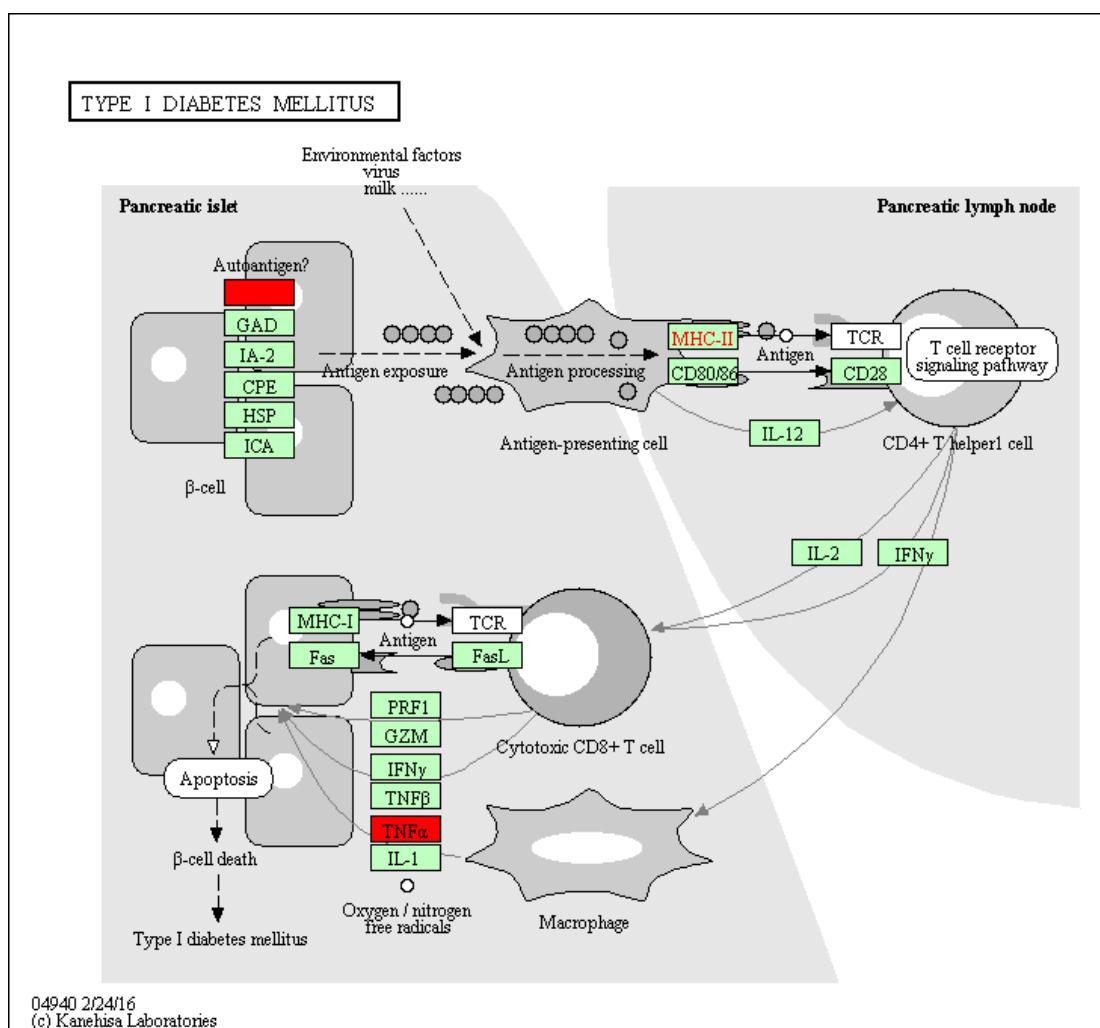 TYPE I DIABETES MELLITUS
Environmental factors
virus
milk ......
Pancreatic islet
Pancreatic lymph node
Autoantigen?
GAD
IA-2
CPE
HSP
ICA
β-cell
Antigen exposure
Antigen processing
Antigen-presenting cell
MHC-II
CD80/86
Antigen
TCR
CD28
T cell receptor
signaling pathway
IL-12
CD4+ T helper1 cell
IL-2
IFNγ
MHC-I
Fas
Antigen
TCR
FasL
PRF1
GZM
IFNγ
TNFβ
TNFα
IL-1
Cytotoxic CD8+ T cell
Apoptosis
β-cell death
Type I diabetes mellitus
Oxygen / nitrogen
free radicals
Macrophage
04940 2/24/16
(c) Kanehisa Laboratories